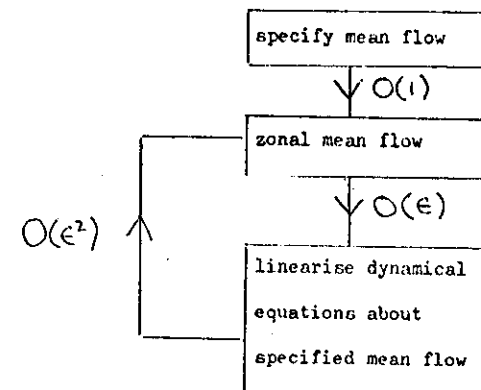 specify mean flow
O(1)
zonal mean flow
O(ϵ)
O(ϵ²)
linearise dynamical
equations about
specified mean flow